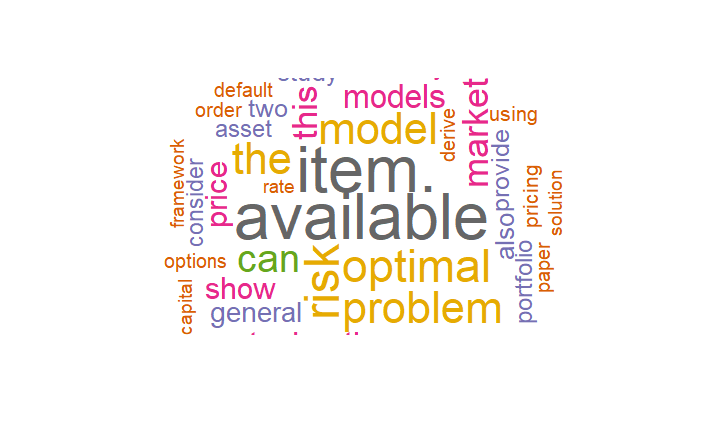 study
default
models
market
order
two
this
using
asset
model
derive
the
item.
framework
consider
price
rate
provide
pricing
solution
available
also
can
risk
optimal
options
portfolio
paper
show
capital
general
problem